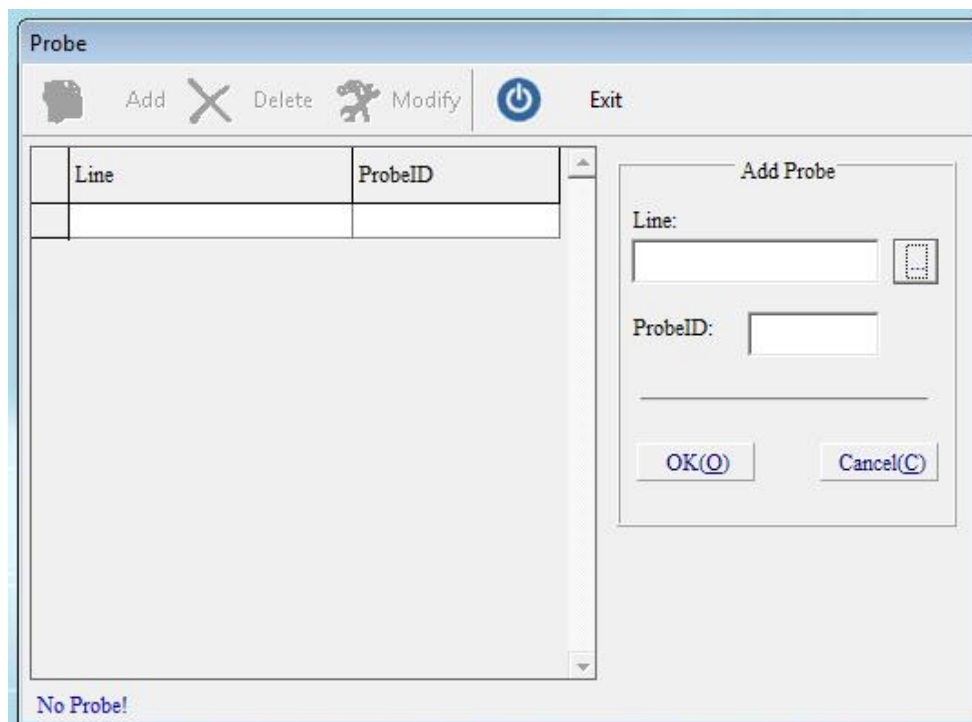 Probe
Add Delete Modify Exit
Line ProbeID
Add Probe
Line:
...
ProbeID:
OK(O) Cancel(C)
No Probe!